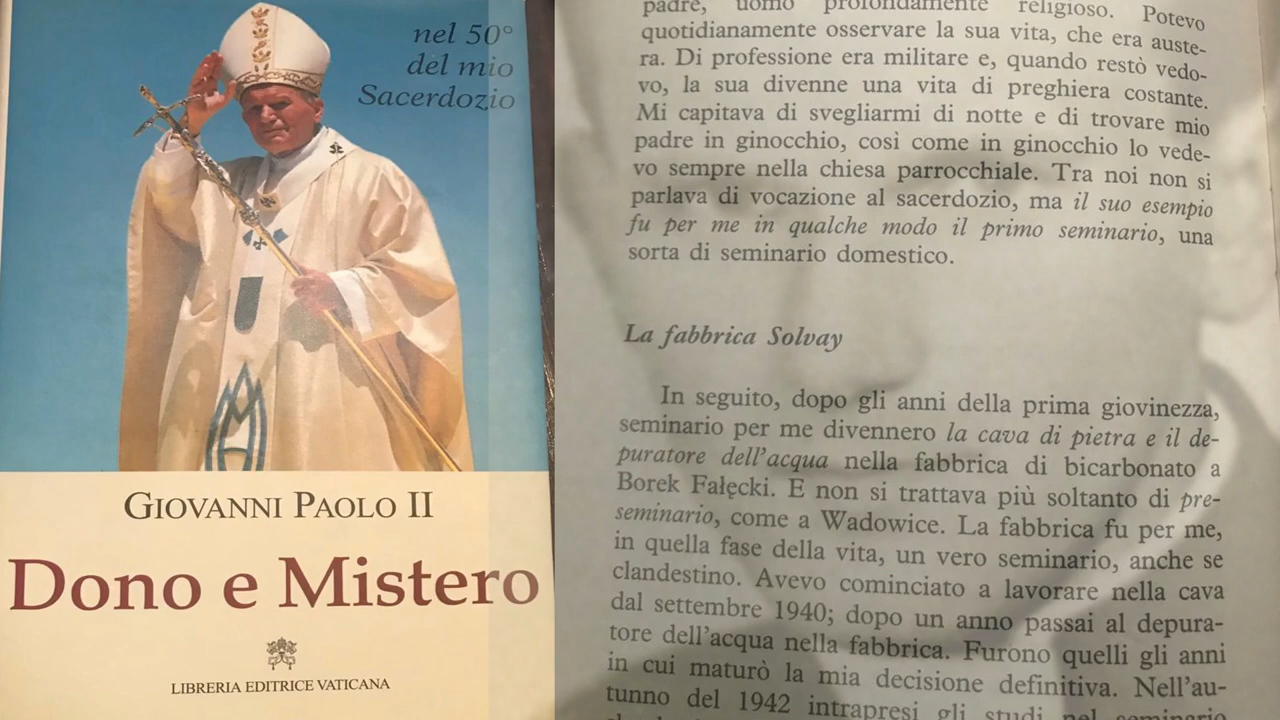 nel 50°
del mio
Sacerdozio
GIOVANNI PAOLO II
Dono e Mistero
LIBRERIA EDITRICE VATICANA
padre, uomo profondamente religioso. Potevo
quotidianamente osservare la sua vita, che era auste-
ra. Di professione era militare e, quando restò vedo-
vo, la sua divenne una vita di preghiera costante.
Mi capitava di svegliarmi di notte e di trovare mio
padre in ginocchio, così come in ginocchio lo vede-
vo sempre nella chiesa parrocchiale. Tra noi non si
parlava di vocazione al sacerdozio, ma il suo esempio
fu per me in qualche modo il primo seminario, una
sorta di seminario domestico.
La fabbrica Solvay
In seguito, dopo gli anni della prima giovinezza,
seminario per me divennero la cava di pietra e il de-
puratore dell'acqua nella fabbrica di bicarbonato a
Borek Fałęcki. E non si trattava più soltanto di pre-
seminario, come a Wadowice. La fabbrica fu per me,
in quella fase della vita, un vero seminario, anche se
clandestino. Avevo cominciato a lavorare nella cava
dal settembre 1940; dopo un anno passai al depura-
tore dell'acqua nella fabbrica. Furono quelli gli anni
in cui maturò la mia decisione definitiva. Nell'au-
tunno del 1942 intrapresi gli studi nel seminario